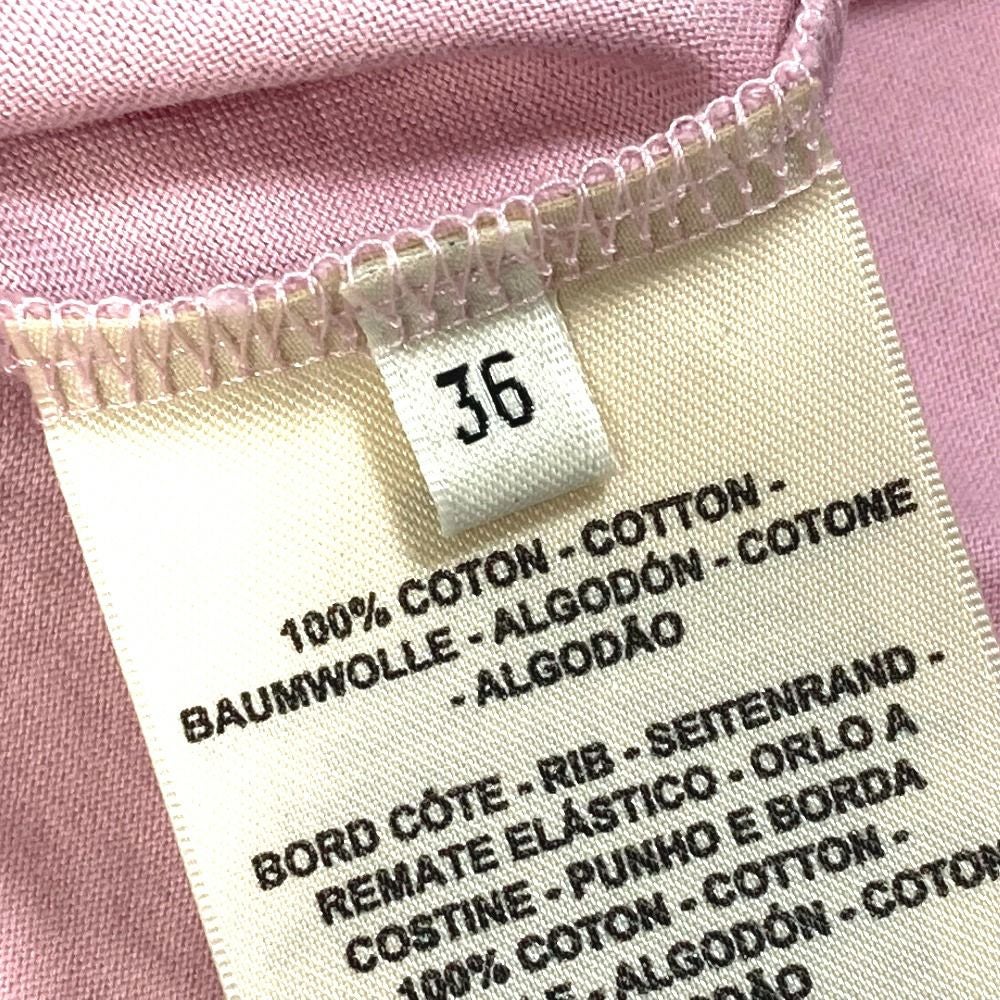 36
100% COTON - COTTON -
BAUMWOLLE - ALGODÓN - COTONE
- ALGODÃO
BORD CÔTE - RIB - SEITENRAND -
REMATE ELÁSTICO - ORLO A
COSTINE - PUNHO E BORDA
100% COTON - COTTON -
- ALGODÓN -